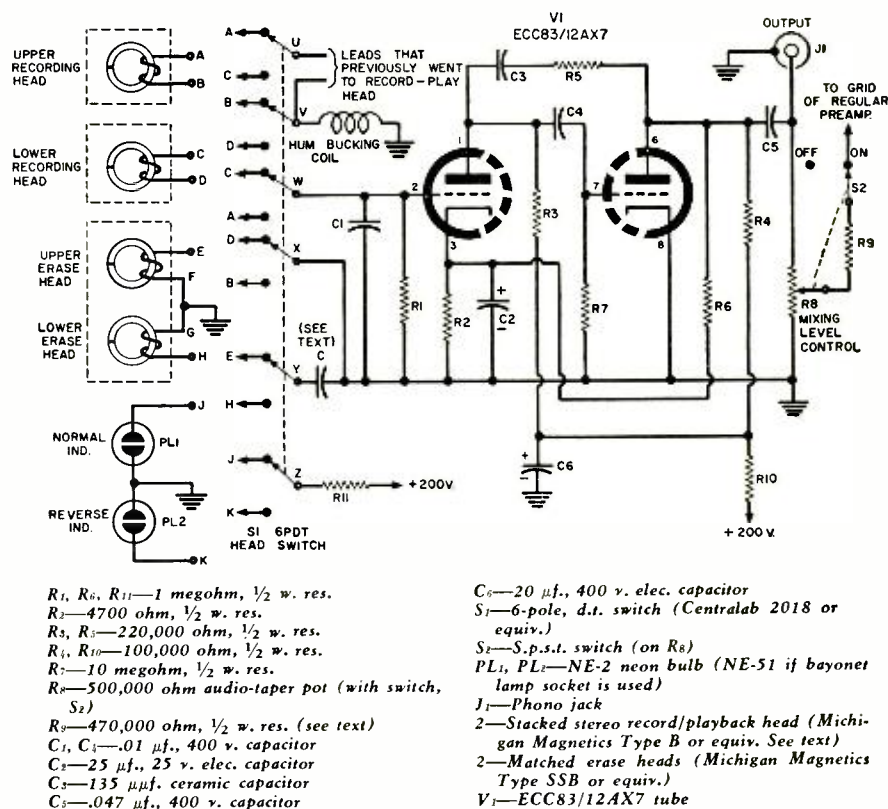 V1
ECC83/12AX7
OUTPUT
J1
UPPER
RECORDING
HEAD
A
B
A
C
B
U
V
LEADS THAT
PREVIOUSLY WENT
TO RECORD-PLAY
HEAD
HUM BUCKING
COIL
C3
R5
C4
C5
TO GRID
OF REGULAR
PREAMP.
OFF
ON
S2
LOWER
RECORDING
HEAD
C
D
D
C
A
D
B
W
X
1
2
3
6
7
8
C1
R1
R2
+
C2
-
R3
R7
R6
R4
R8
MIXING
LEVEL
CONTROL
R9
UPPER
ERASE
HEAD
E
F
LOWER
ERASE
HEAD
G
H
(SEE
TEXT)
C
E
Y
H
NORMAL
IND.
PL1
J
J
Z
R11
+200V.
+
C6
-
R10
+200 V.
REVERSE
IND.
PL2
K
K
S1 6PDT
HEAD SWITCH
R1, R6, R11—1 megohm, 1/2 w. res.
R2—4700 ohm, 1/2 w. res.
R3, R5—220,000 ohm, 1/2 w. res.
R4, R10—100,000 ohm, 1/2 w. res.
R7—10 megohm, 1/2 w. res.
R8—500,000 ohm audio-taper pot (with switch,
S2)
R9—470,000 ohm, 1/2 w. res. (see text)
C1, C4—.01 μf., 400 v. capacitor
C2—25 μf., 25 v. elec. capacitor
C3—135 μμf. ceramic capacitor
C5—.047 μf., 400 v. capacitor
C6—20 μf., 400 v. elec. capacitor
S1—6-pole, d.t. switch (Centralab 2018 or
equiv.)
S2—S.p.s.t. switch (on R8)
PL1, PL2—NE-2 neon bulb (NE-51 if bayonet
lamp socket is used)
J1—Phono jack
2—Stacked stereo record/playback head (Michi-
gan Magnetics Type B or equiv. See text)
2—Matched erase heads (Michigan Magnetics
Type SSB or equiv.)
V1—ECC83/12AX7 tube